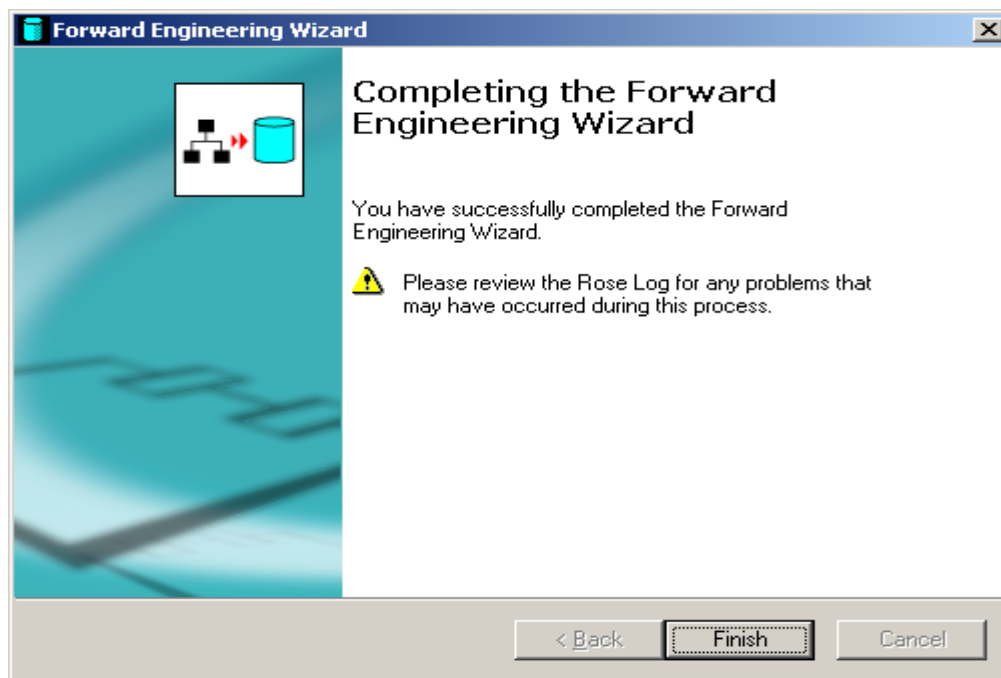 Forward Engineering Wizard
Completing the Forward
Engineering Wizard
You have successfully completed the Forward
Engineering Wizard.
Please review the Rose Log for any problems that
may have occurred during this process.
< Back
Finish
Cancel